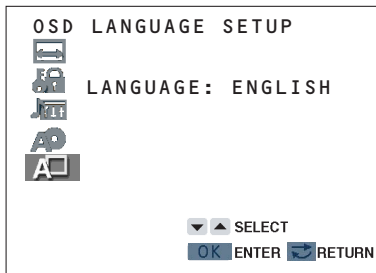 OSD LANGUAGE SETUP
LANGUAGE: ENGLISH
SELECT
OK ENTER RETURN